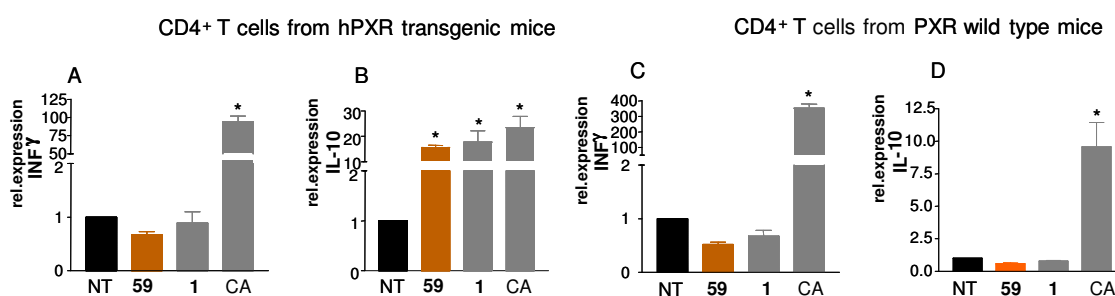 CD4+ T cells from hPXR transgenic mice
CD4+ T cells from PXR wild type mice
A
rel.expression
INFγ
125
100
75
50
2
1
0
NT 59 1 CA
*
B
rel.expression
IL-10
30
20
10
2
1
0
NT 59 1 CA
* * *
C
rel.expression
INFγ
400
300
200
100
2
1
0
NT 59 1 CA
*
D
rel.expression
IL-10
12.5
10.0
7.5
5.0
2.5
0.0
NT 59 1 CA
*